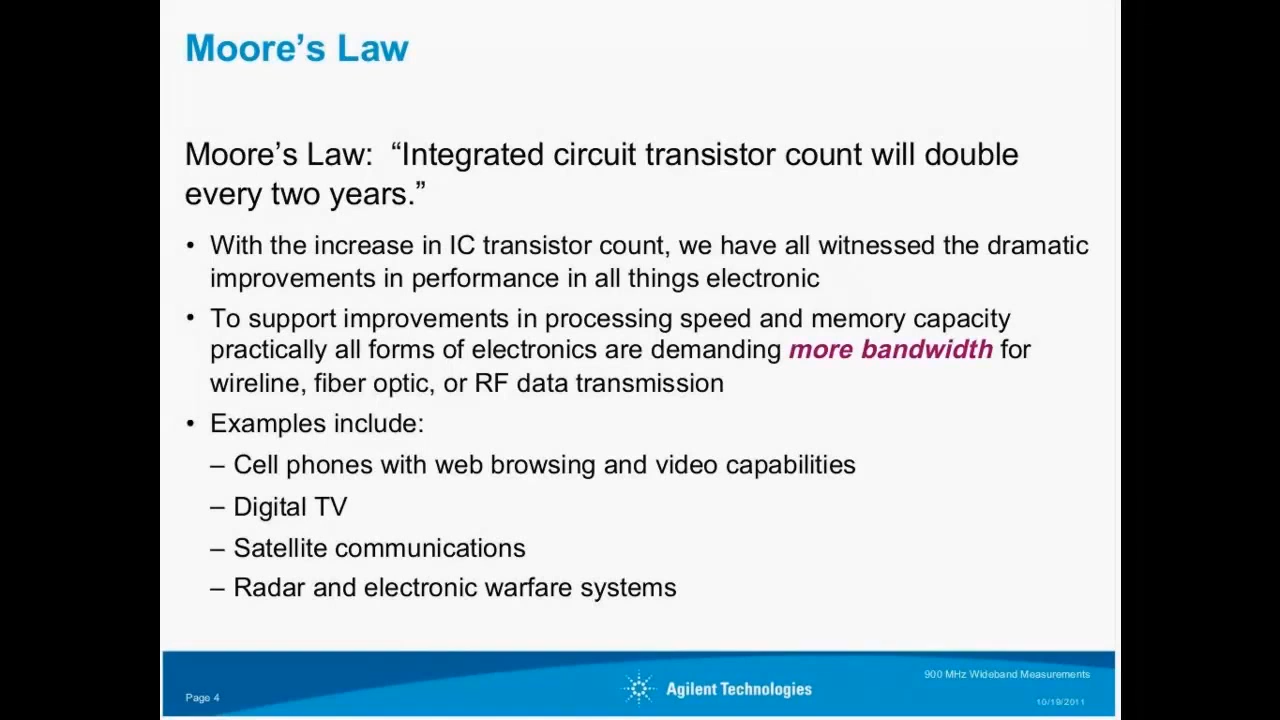 Moore’s Law
Moore’s Law:  “Integrated circuit transistor count will double
every two years.”
• With the increase in IC transistor count, we have all witnessed the dramatic
improvements in performance in all things electronic
• To support improvements in processing speed and memory capacity
practically all forms of electronics are demanding more bandwidth for
wireline, fiber optic, or RF data transmission
• Examples include:
– Cell phones with web browsing and video capabilities
– Digital TV
– Satellite communications
– Radar and electronic warfare systems
Page 4
Agilent Technologies
900 MHz Wideband Measurements
10/19/2011